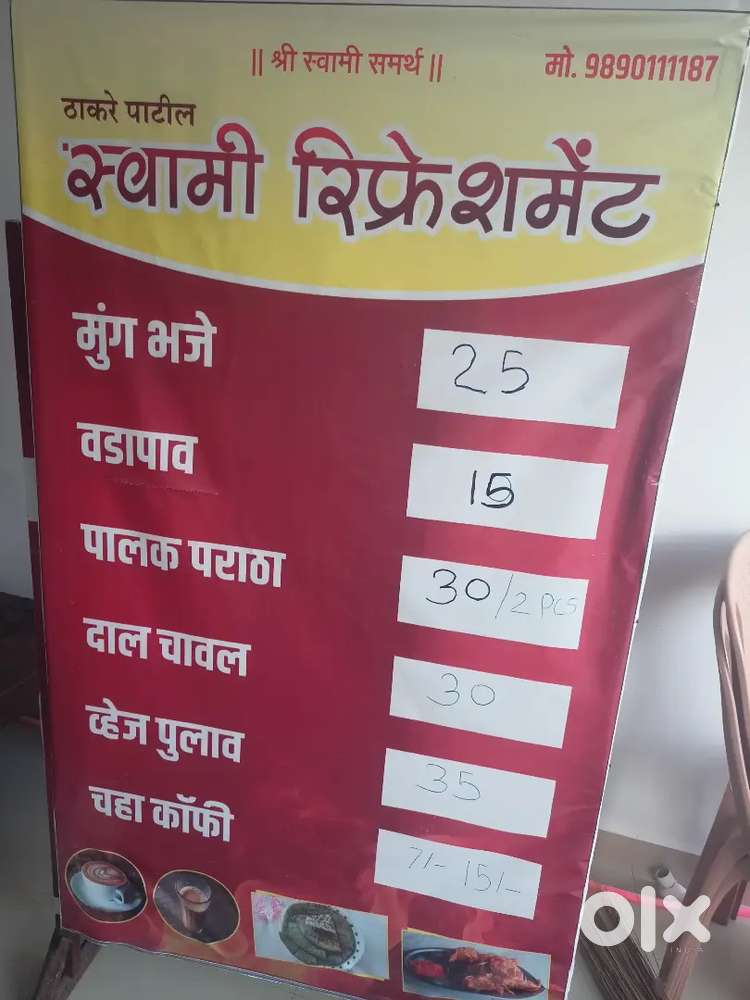 || श्री स्वामी समर्थ || मो. 9890111187
ठाकरे पाटील
स्वामी रिफ्रेशमेंट
मुंग भजे 25
वडापाव 15
पालक पराठा 30/2 PCS
दाल चावल 30
व्हेज पुलाव 35
चहा कॉफी 7/- 15/-
olx
INDIA